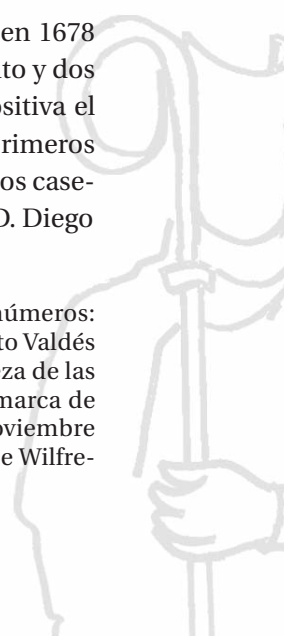 en 1678
to y dos
sitiva el
rimeros
os case-
D. Diego
números:
to Valdés
za de las
marca de
oviembre
e Wilfre-